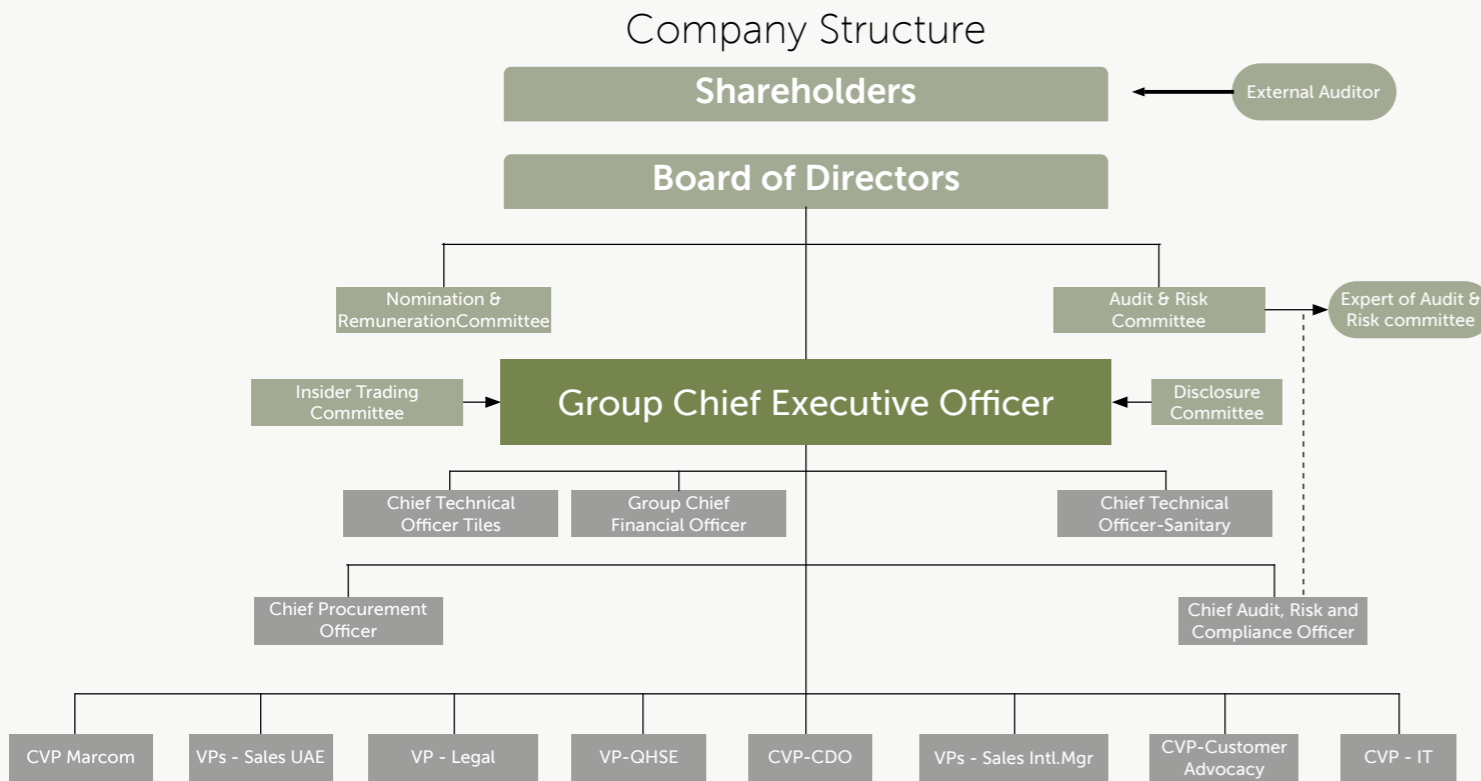 Company Structure
Shareholders
External Auditor
Board of Directors
Nomination &
RemunerationCommittee
Audit & Risk
Committee
Expert of Audit &
Risk committee
Insider Trading
Committee
Group Chief Executive Officer
Disclosure
Committee
Chief Technical
Officer Tiles
Group Chief
Financial Officer
Chief Technical
Officer-Sanitary
Chief Procurement
Officer
Chief Audit, Risk and
Compliance Officer
CVP Marcom
VPs - Sales UAE
VP - Legal
VP-QHSE
CVP-CDO
VPs - Sales Intl.Mgr
CVP-Customer
Advocacy
CVP - IT